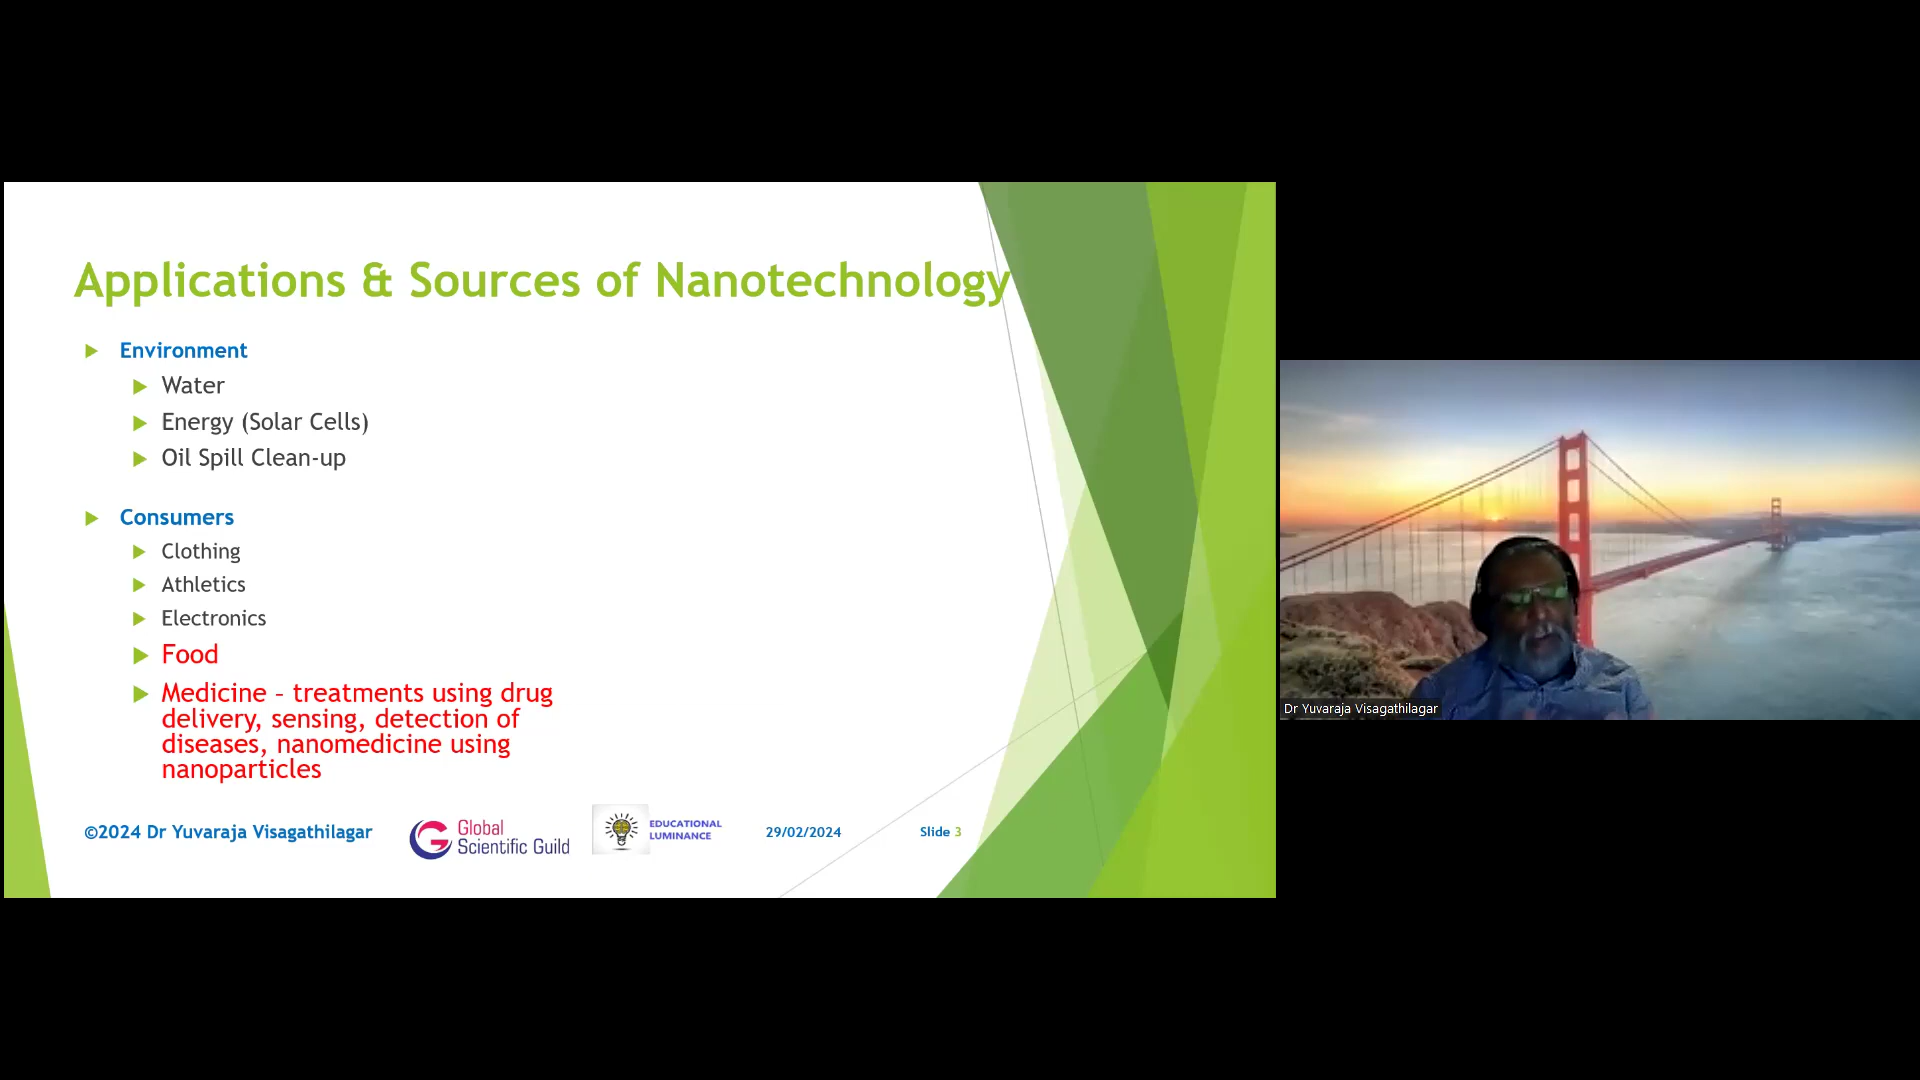 Applications & Sources of Nanotechnology
Environment
Water
Energy (Solar Cells)
Oil Spill Clean-up
Consumers
Clothing
Athletics
Electronics
Food
Medicine – treatments using drug
delivery, sensing, detection of
diseases, nanomedicine using
nanoparticles
©2024 Dr Yuvaraja Visagathilagar
Global
Scientific Guild
EDUCATIONAL
LUMINANCE
29/02/2024
Slide 3
Dr Yuvaraja Visagathilagar